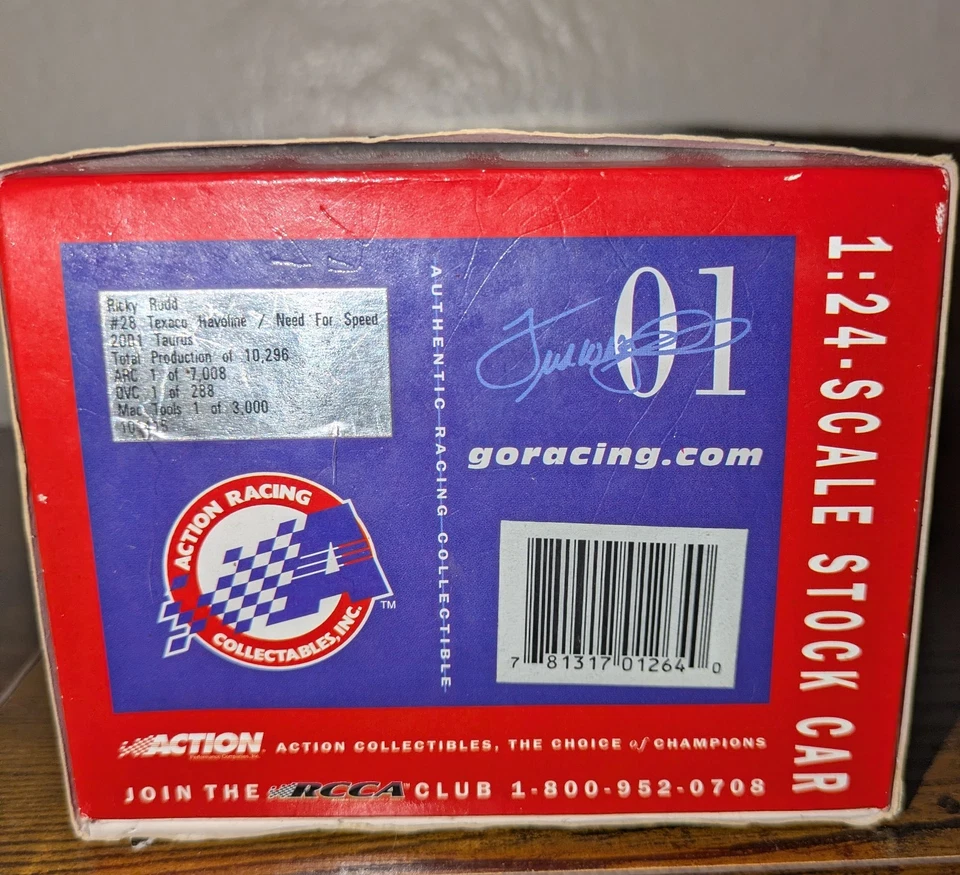 Ricky Rudd
#28 Texaco Havoline / Need For Speed
2001 Taurus
Total Production of 10,296
ARC 1 of 7,008
QVC 1 of 288
Mac Tools 1 of 3,000
AUTHENTIC RACING COLLECTIBLE
01
goracing.com
ACTION RACING
COLLECTABLES, INC.
TM
7 81317 01264 0
1:24-SCALE STOCK CAR
ACTION
ACTION COLLECTIBLES, THE CHOICE of CHAMPIONS
JOIN THE RCCA CLUB 1-800-952-0708